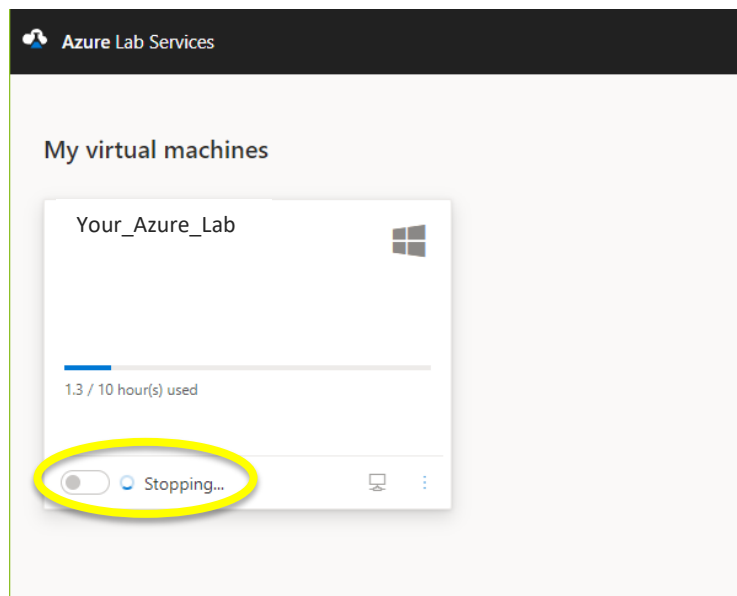 Azure Lab Services
My virtual machines
Your_Azure_Lab
1.3 / 10 hour(s) used
Stopping...